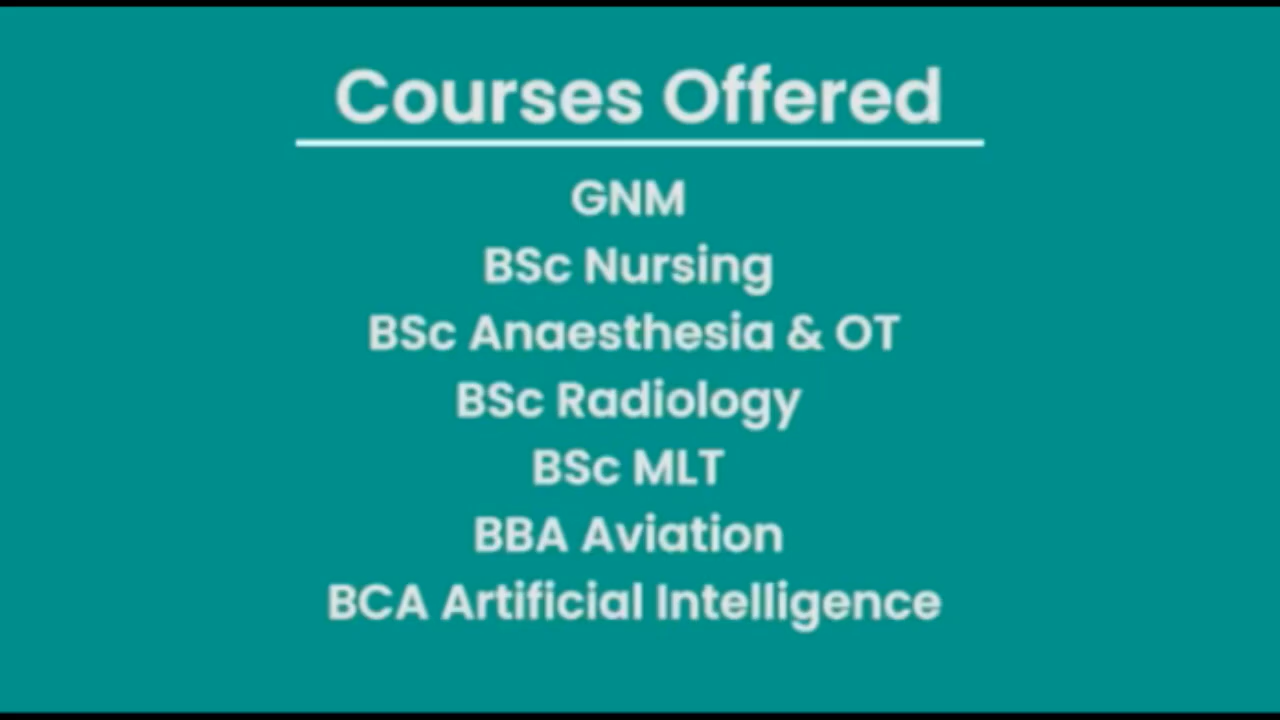 Courses Offered
GNM
BSc Nursing
BSc Anaesthesia & OT
BSc Radiology
BSc MLT
BBA Aviation
BCA Artificial Intelligence